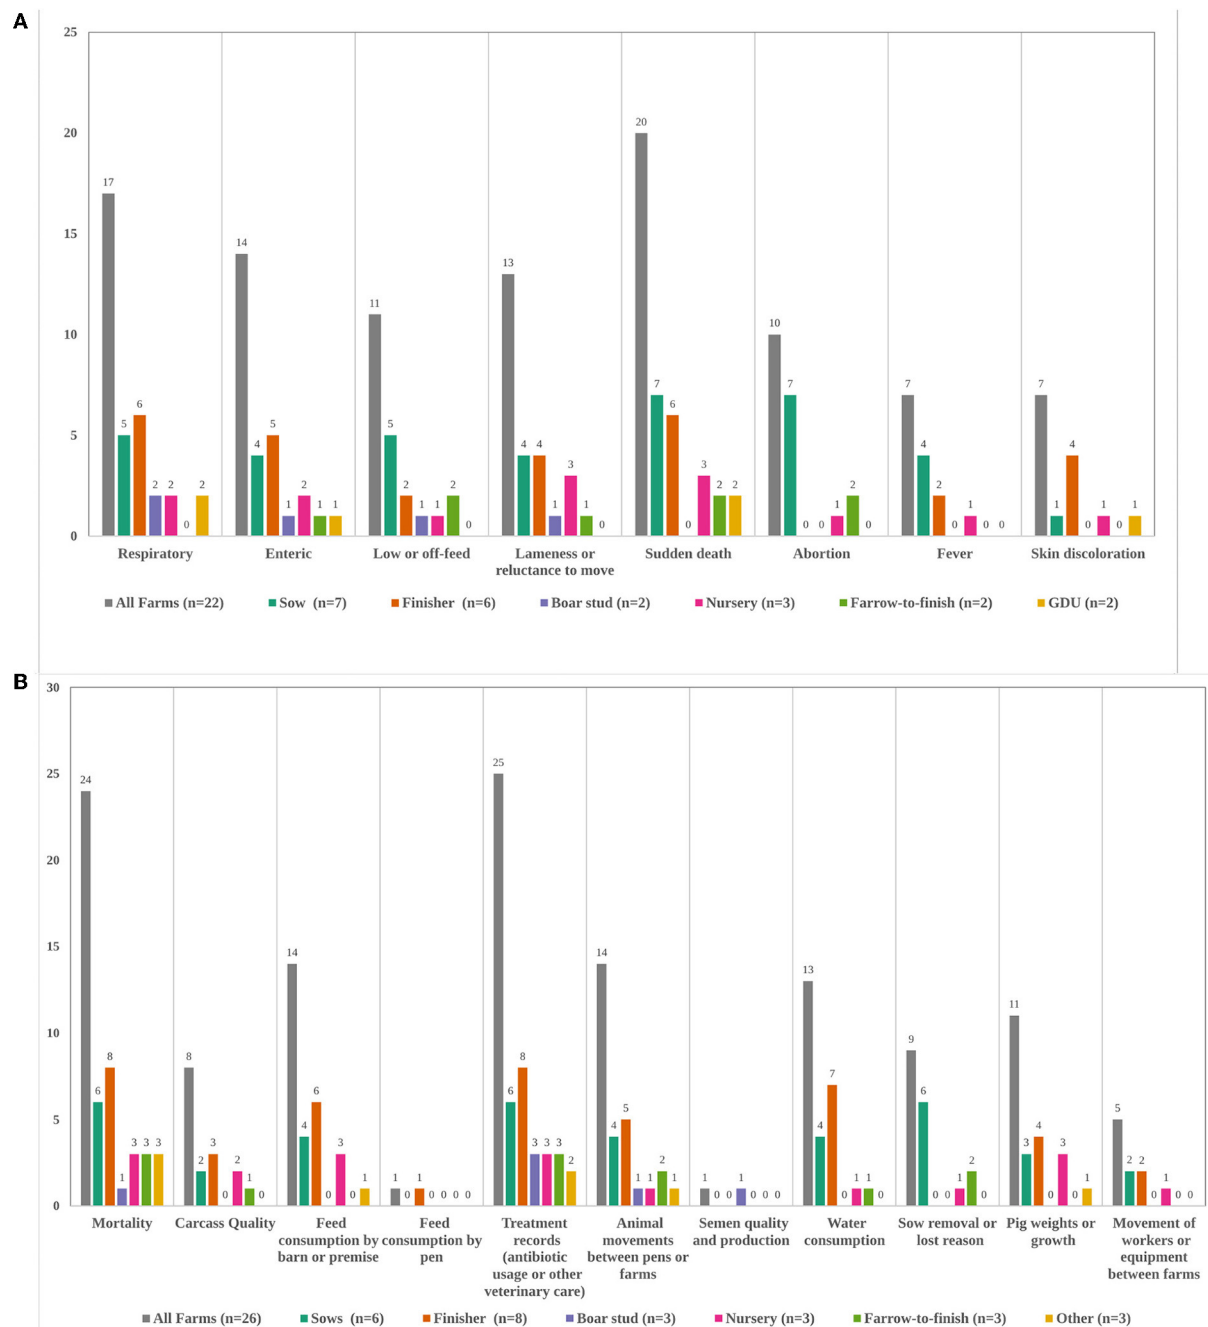 A
25
20
15
10
5
0
17 5 6 2 2 0 2
14 4 5 1 2 1 1
11 5 2 1 1 2 0
13 4 4 1 3 1 0
20 7 6 0 3 2 2
10 7 0 0 1 2 0
7 4 2 0 1 0 0
7 1 4 0 1 0 1
Respiratory
Enteric
Low or off-feed
Lameness or
reluctance to move
Sudden death
Abortion
Fever
Skin discoloration
All Farms (n=22) Sow (n=7) Finisher (n=6) Boar stud (n=2) Nursery (n=3) Farrow-to-finish (n=2) GDU (n=2)
B
30
25
20
15
10
5
0
24 6 8 1 3 3 3
8 2 3 0 2 1 0
14 4 6 0 3 0 1
1 0 1 0 0 0 0
25 6 8 3 3 3 2
14 4 5 1 1 2 1
1 0 0 1 0 0 0
13 4 7 0 1 1 0
9 6 0 0 1 2 0
11 3 4 0 3 0 1
5 2 2 0 1 0 0
Mortality
Carcass Quality
Feed
consumption by
barn or premise
Feed
consumption by
pen
Treatment
records
(antibiotic
usage or other
veterinary care)
Animal
movements
between pens or
farms
Semen quality
and production
Water
consumption
Sow removal or
lost reason
Pig weights or
growth
Movement of
workers or
equipment
between farms
All Farms (n=26) Sows (n=6) Finisher (n=8) Boar stud (n=3) Nursery (n=3) Farrow-to-finish (n=3) Other (n=3)